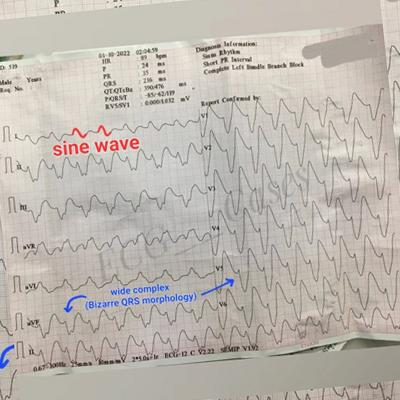 ID: 519
01-10-2022 02:04:59
HR : 89 bpm
P : 24 ms
PR : 35 ms
QRS : 216 ms
QT/QTcBz : 390/476 ms
P/QRS/T : -85/-62/119
RV5/SV1 : 0.000/1.032 mV
Male Years
Req. No.
Diagnosis Information:
Sinus Rhythm
Short PR Interval
Complete Left Bundle Branch Block
Report Confirmed by:
I
sine wave
II
III
aVR
aVL
aVF
II
V1
V2
V3
V4
V5
V6
wide complex
(Bizarre QRS morphology)
0.67~100Hz 25mm/s 10mm/mV 2*5.0s ECG-12 C V2.22 SEMIP V1.92